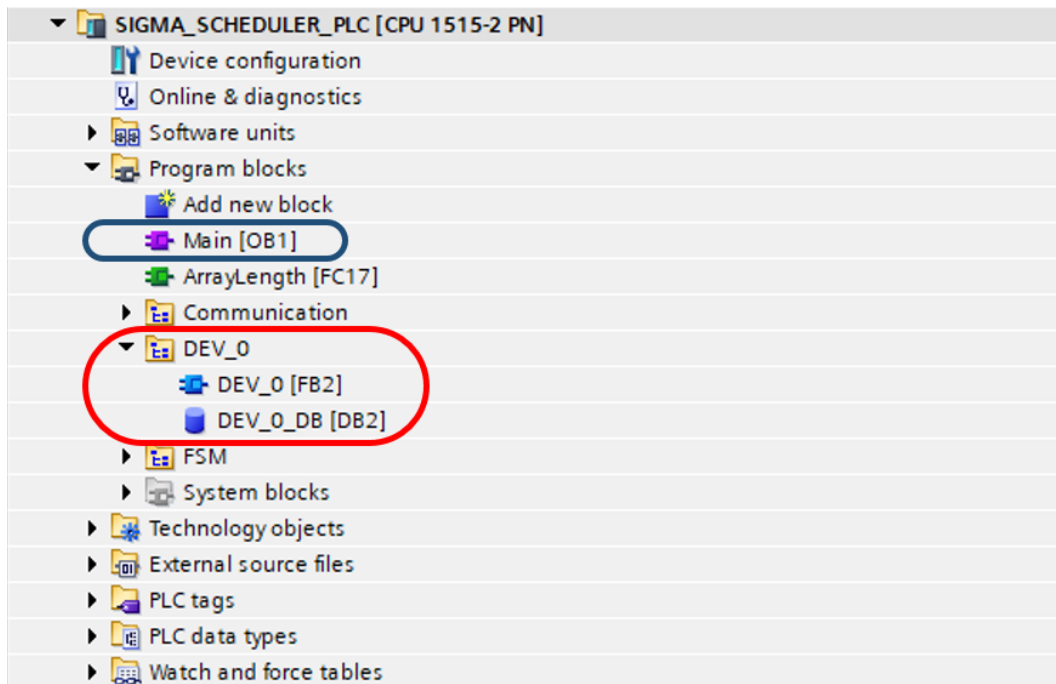 SIGMA_SCHEDULER_PLC [CPU 1515-2 PN]
Device configuration
Online & diagnostics
Software units
Program blocks
Add new block
Main [OB1]
ArrayLength [FC17]
Communication
DEV_0
DEV_0 [FB2]
DEV_0_DB [DB2]
FSM
System blocks
Technology objects
External source files
PLC tags
PLC data types
Watch and force tables